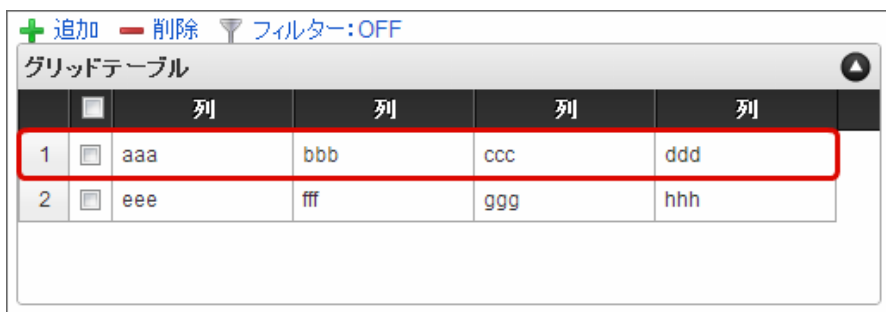 追加 削除 フィルター:OFF
グリッドテーブル
列 列 列 列
1 aaa bbb ccc ddd
2 eee fff ggg hhh